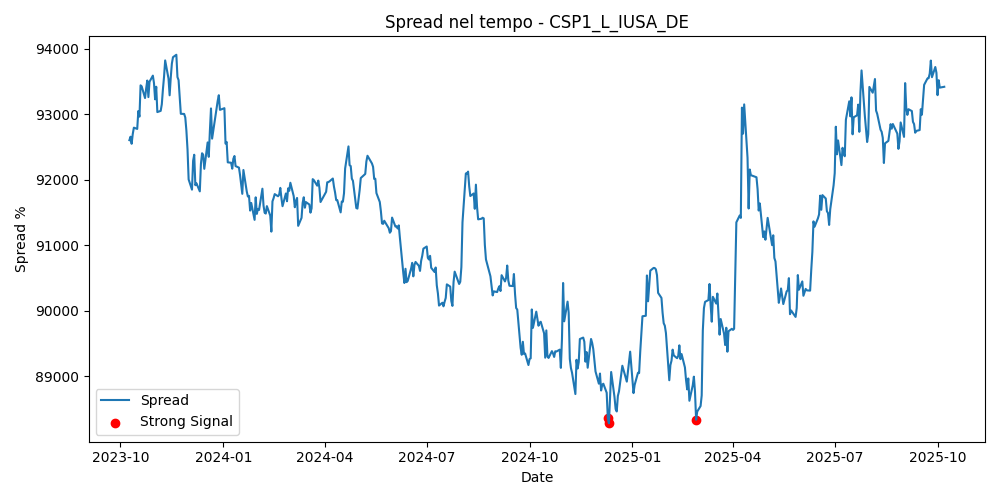 Spread nel tempo - CSP1_L_IUSA_DE
94000
93000
92000
91000
90000
89000
Spread %
Spread
Strong Signal
2023-10 2024-01 2024-04 2024-07 2024-10 2025-01 2025-04 2025-07 2025-10
Date